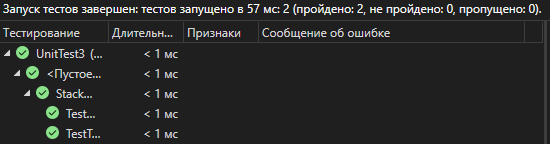 Запуск тестов завершен: тестов запущено в 57 мс: 2 (пройдено: 2, не пройдено: 0, пропущено: 0).
Тестирование Длительн... Признаки Сообщение об ошибке
UnitTest3 (... < 1 мс
<Пустое... < 1 мс
Stack... < 1 мс
Test... < 1 мс
TestT... < 1 мс